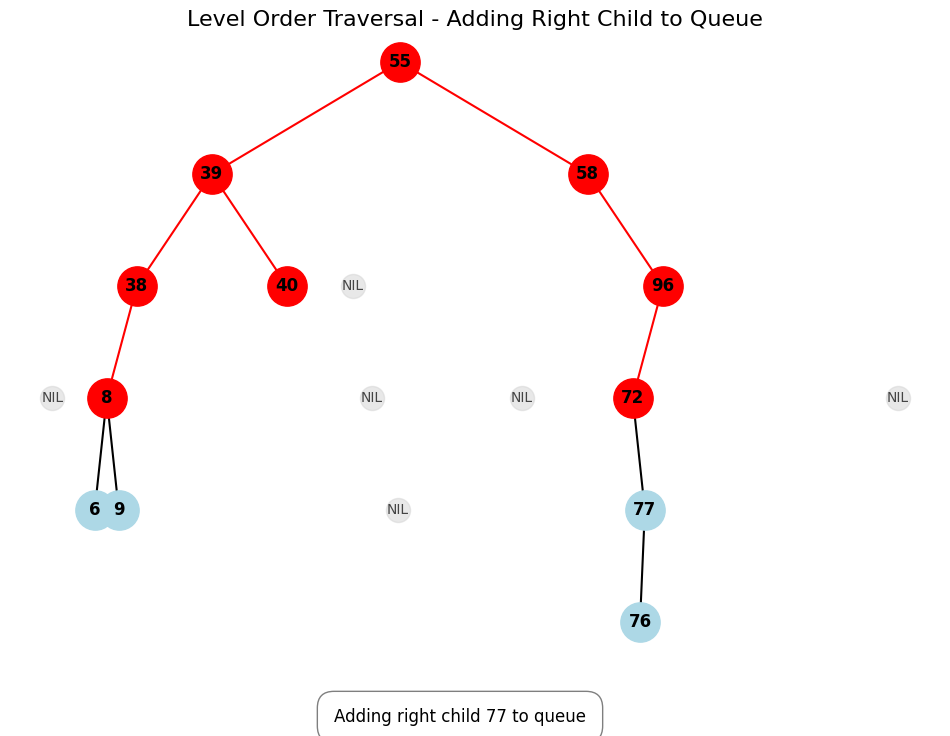 Level Order Traversal - Adding Right Child to Queue
55
39
58
38
40
NIL
96
NIL
8
NIL
NIL
72
NIL
6
9
NIL
77
76
Adding right child 77 to queue